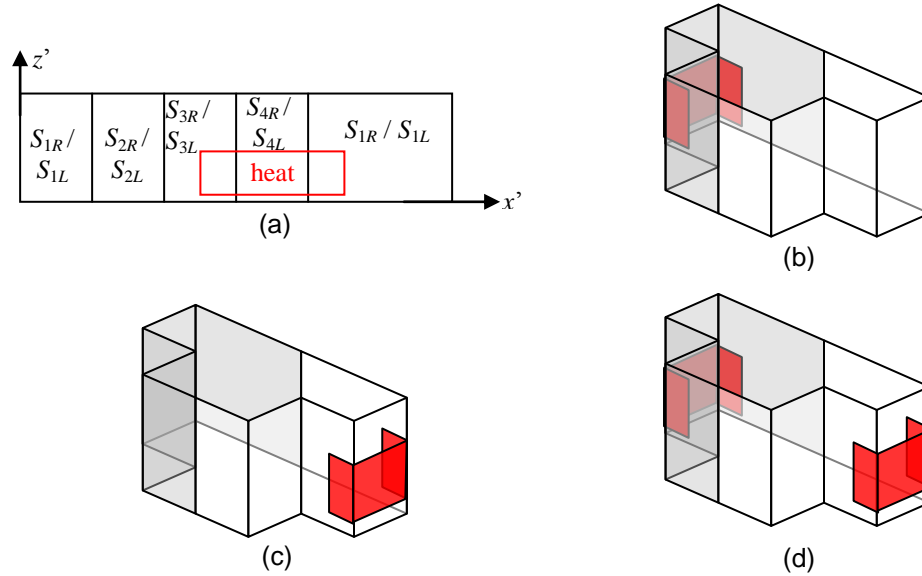 z’
S1R /
S1L
S2R /
S2L
S3R /
S3L
S4R /
S4L
S1R / S1L
heat
x’
(a)
(b)
(c)
(d)